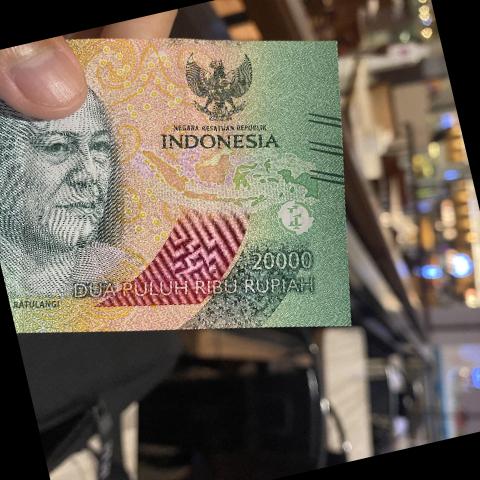 NEGARA KESATUAN REPUBLIK
INDONESIA
20000
DUA PULUH RIBU RUPIAH
RATULANGI